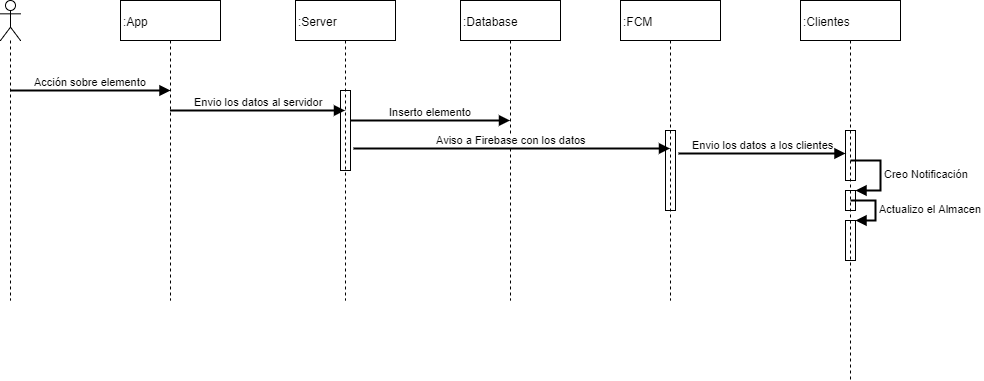 :App
:Server
:Database
:FCM
:Clientes
Acción sobre elemento
Envio los datos al servidor
Inserto elemento
Aviso a Firebase con los datos
Envio los datos a los clientes
Creo Notificación
Actualizo el Almacen